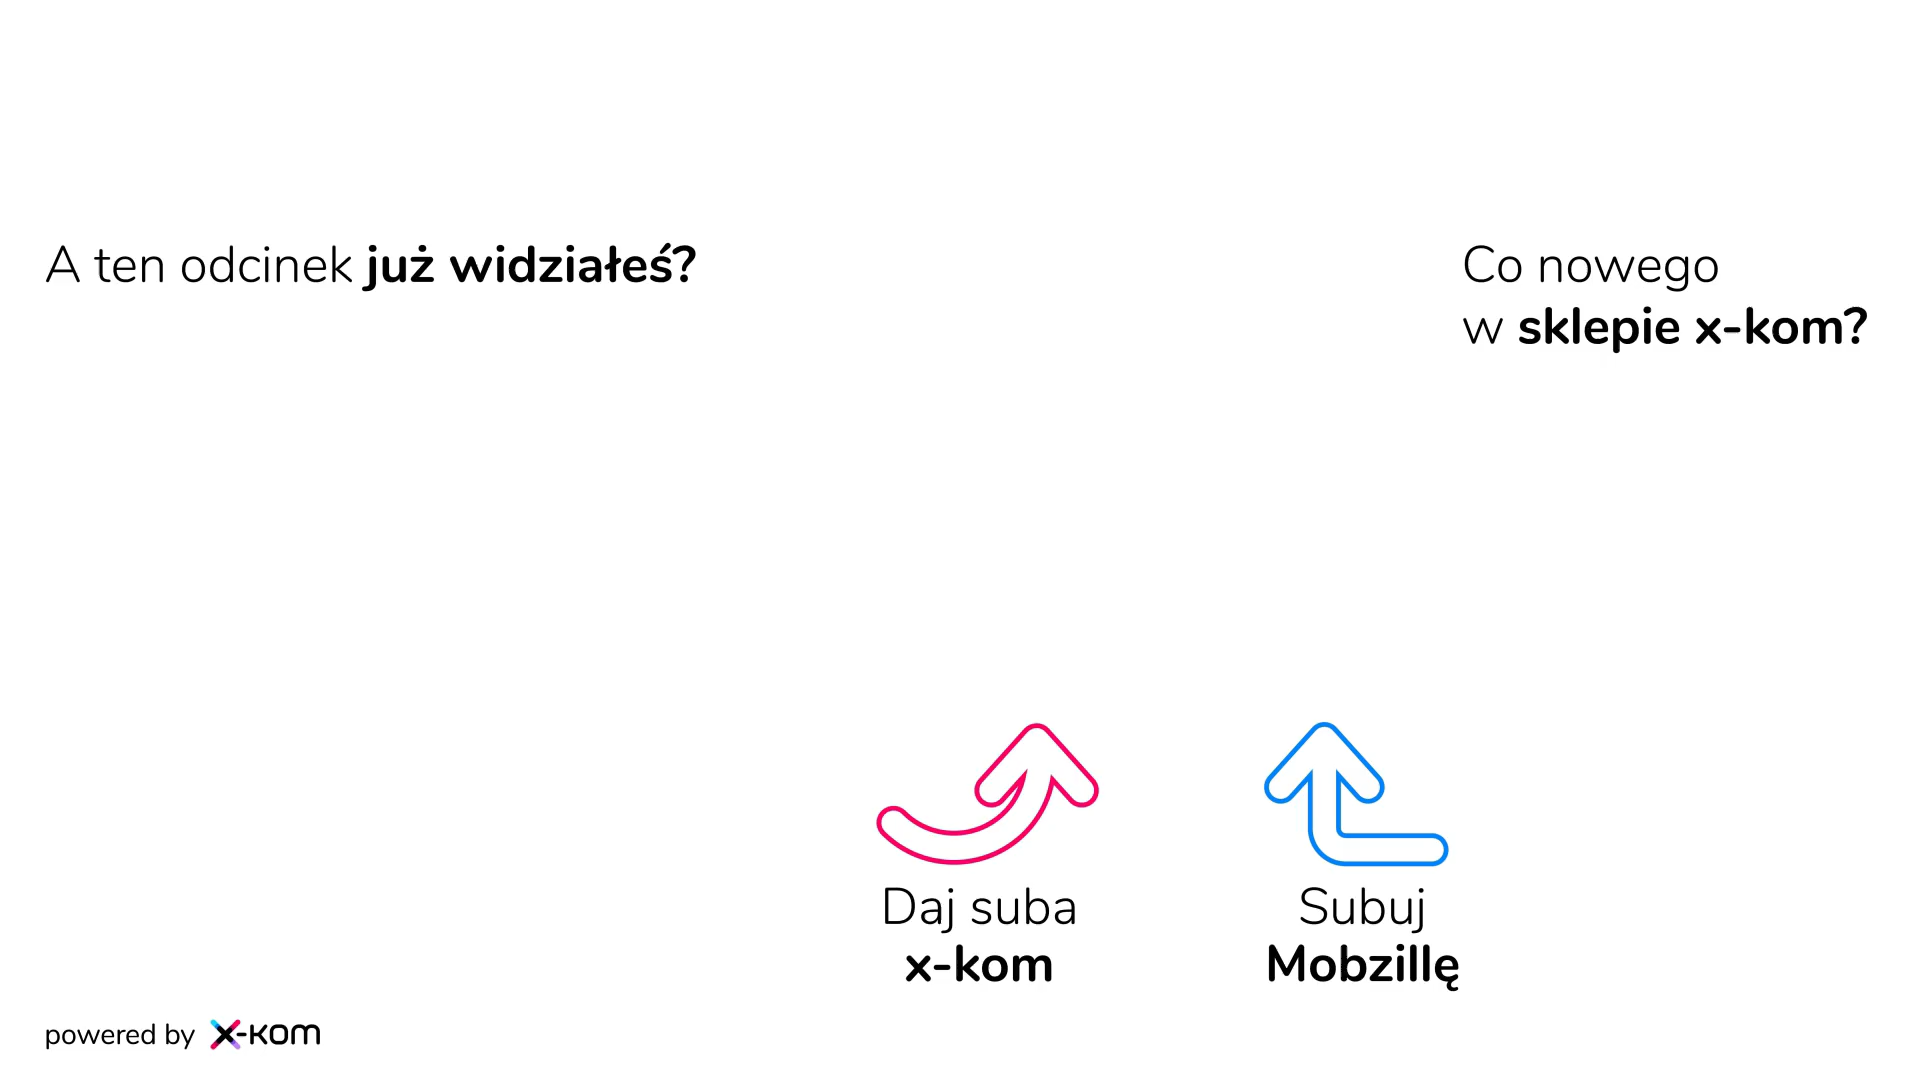 A ten odcinek już widziałeś?
Co nowego
w sklepie x-kom?
Daj suba
x-kom
Subuj
Mobzillę
powered by x-kom